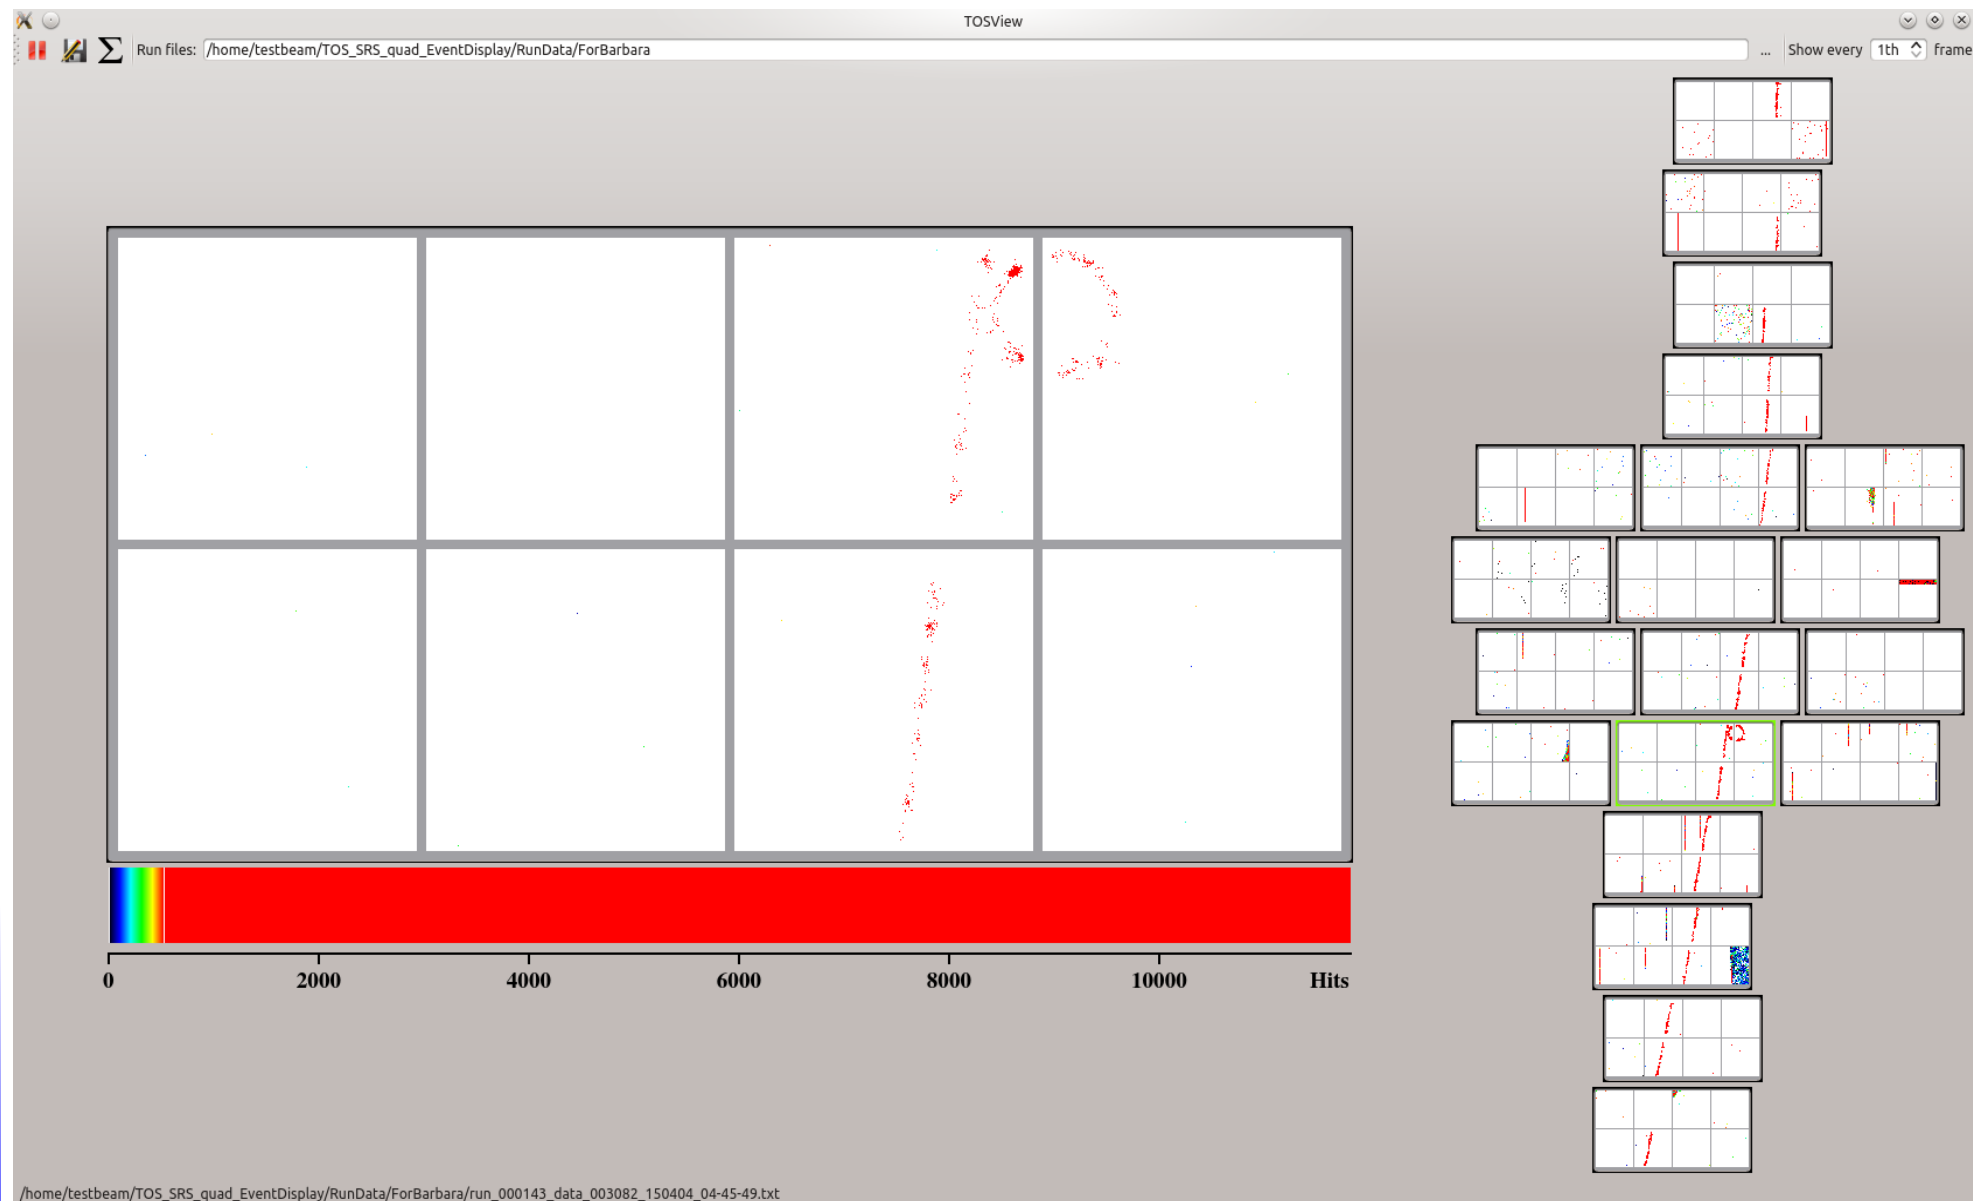 TOSView
Run files: /home/testbeam/TOS_SRS_quad_EventDisplay/RunData/ForBarbara ... Show every 1th frame
0 2000 4000 6000 8000 10000 Hits
/home/testbeam/TOS_SRS_quad_EventDisplay/RunData/ForBarbara/run_000143_data_003082_150404_04-45-49.txt